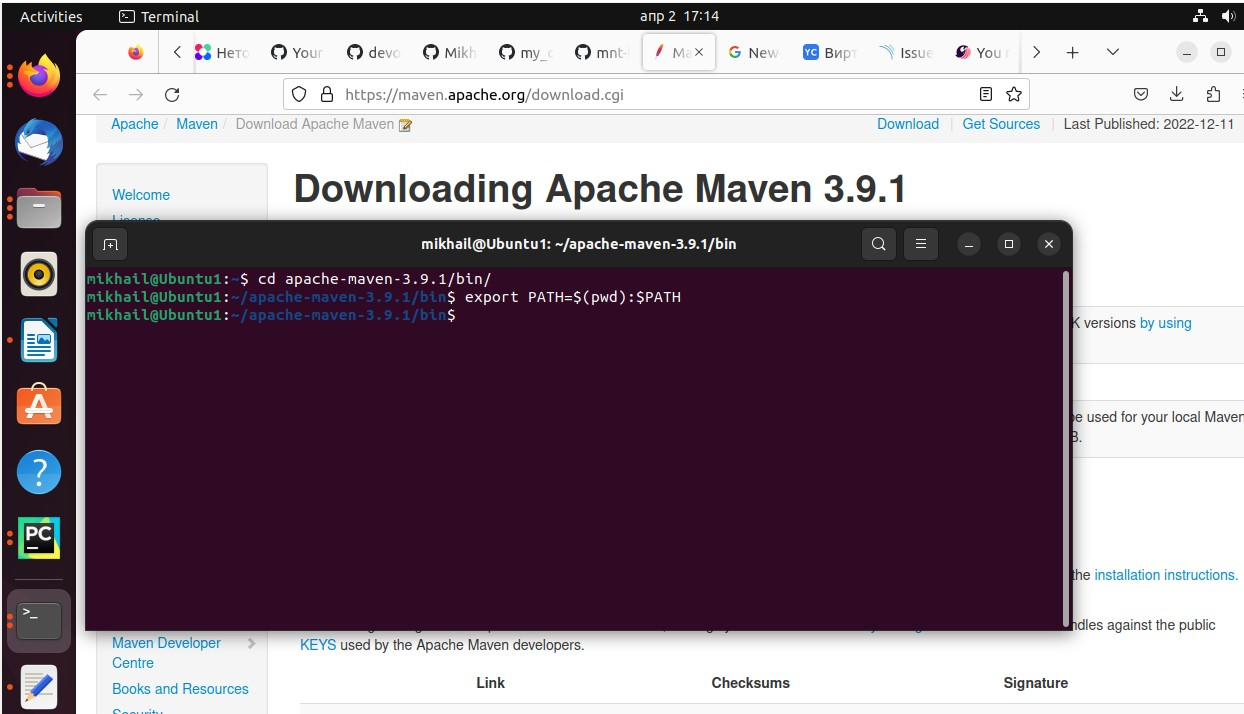 Activities
Terminal
апр 2 17:14
Нето
Your
devo
Mikh
my_c
mnt-
Ma
New
YC Вирт
Issue
You
https://maven.apache.org/download.cgi
Apache / Maven / Download Apache Maven
Download | Get Sources | Last Published: 2022-12-11
Welcome
License
Downloading Apache Maven 3.9.1
mikhail@Ubuntu1: ~/apache-maven-3.9.1/bin
mikhail@Ubuntu1:~$ cd apache-maven-3.9.1/bin/
mikhail@Ubuntu1:~/apache-maven-3.9.1/bin$ export PATH=$(pwd):$PATH
mikhail@Ubuntu1:~/apache-maven-3.9.1/bin$
K versions by using
be used for your local Maven
B.
the installation instructions.
ndles against the public
KEYS used by the Apache Maven developers.
Maven Developer
Centre
Books and Resources
Security
Link Checksums Signature
PC
>_